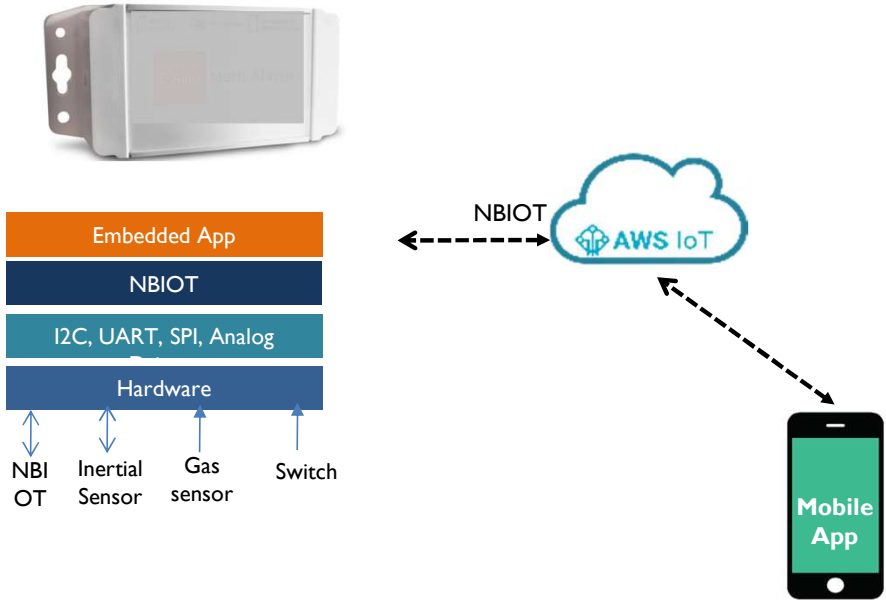 NBIOT
AWS IoT
Embedded App
NBIOT
I2C, UART, SPI, Analog
Hardware
NBI
OT
Inertial
Sensor
Gas
sensor
Switch
Mobile
App